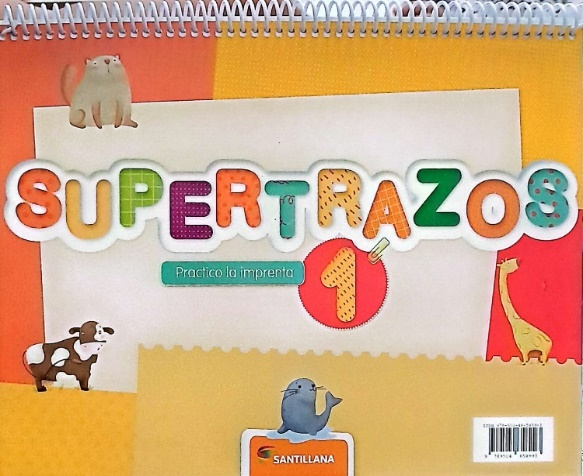 SUPERTRAZOS
Practico la imprenta
1
SANTILLANA